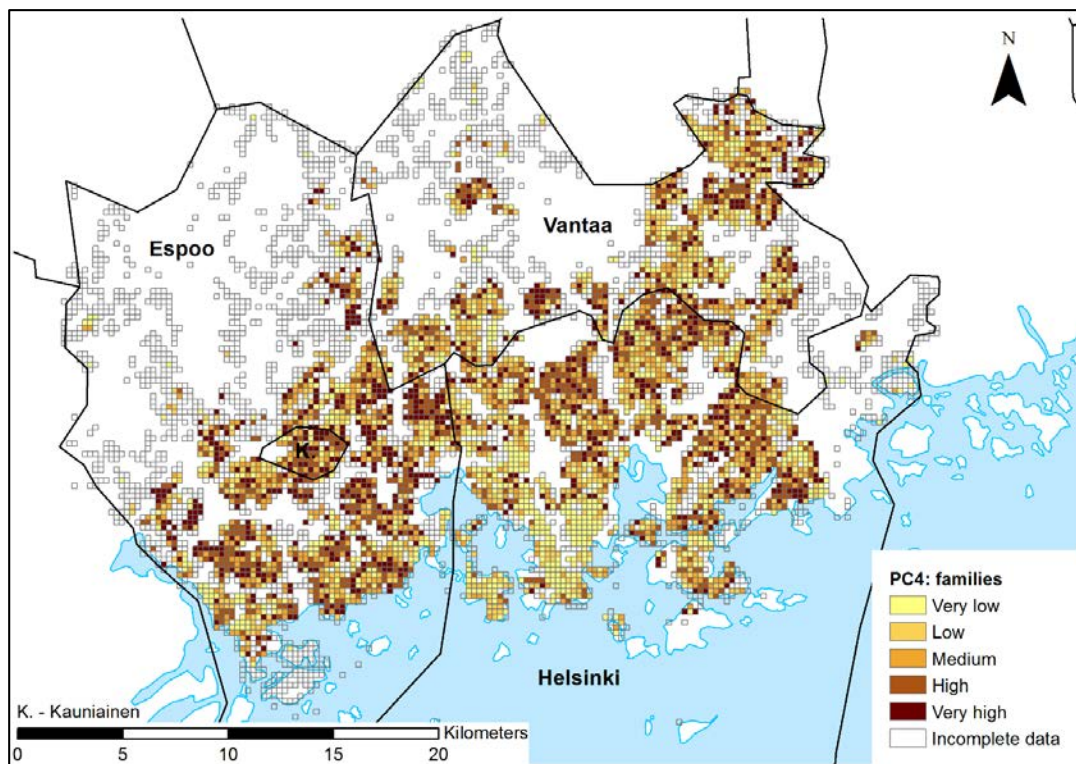 N
Espoo
Vantaa
K
Helsinki
PC4: families
Very low
Low
Medium
High
Very high
Incomplete data
K. - Kauniainen
Kilometers
0 5 10 15 20